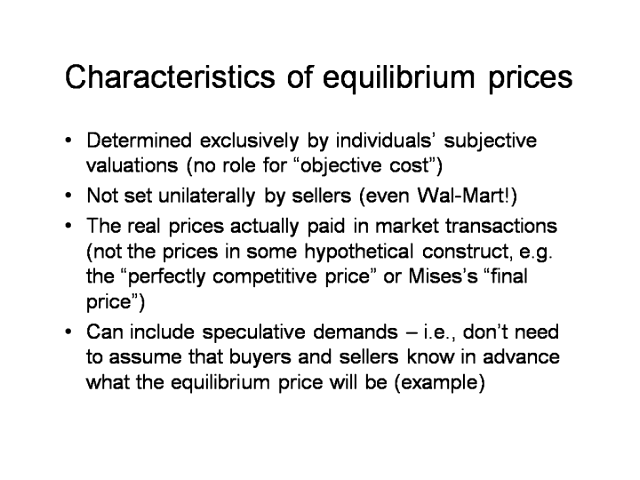 Characteristics of equilibrium prices
• Determined exclusively by individuals’ subjective
valuations (no role for “objective cost”)
• Not set unilaterally by sellers (even Wal-Mart!)
• The real prices actually paid in market transactions
(not the prices in some hypothetical construct, e.g.
the “perfectly competitive price” or Mises’s “final
price”)
• Can include speculative demands – i.e., don’t need
to assume that buyers and sellers know in advance
what the equilibrium price will be (example)